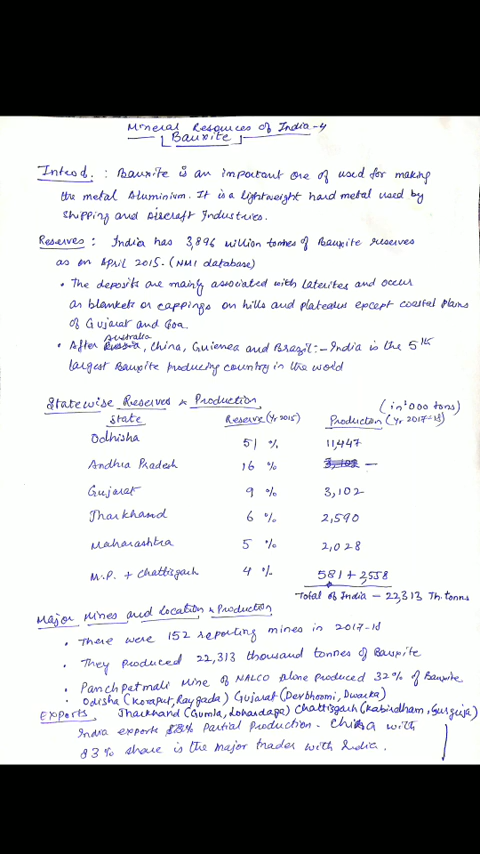 Mineral Resources of India-4
Bauxite
Introd. : Bauxite is an important ore of used for making
the metal Aluminium. It is a lightweight hard metal used by
Shipping and Aircraft Industries.
Reserves : India has 3,896 million tonnes of Bauxite reserves
as on April 2015. (NMI database)
• The deposits are mainly associated with laterites and occur
as blankets or cappings on hills and plateaus except coastal plains
of Gujarat and Goa.
Australia
• After Russia, China, Guienea and Brazil:- India is the 5th
largest Bauxite producing country in the world
Statewise Reserves & Production (in '000 tons)
State Reserve (Yr 2015) Production (Yr 2017-18)
Odhisha 51 % 11,447
Andhra Pradesh 16 % 3,102 —
Gujarat 9 % 3,102
Jharkhand 6 % 2,590
Maharashtra 5 % 2,028
M.P. + Chattisgarh 4 % 581 + 2,558
Total of India — 22,313 Th. tonns
Major Mines and Location & Production
• There were 152 reporting mines in 2017-18
• They produced 22,313 thousand tonnes of Bauxite
• Panchpatmali Mine of NALCO alone produced 32% of Bauxite
• Odisha (Koraput, Raygada) Gujarat (Devbhoomi, Dwarka)
Jharkhand (Gumla, Lohardaga) Chattisgarh (Kabirdham, Surguja)
Exports
India exports % Partial Production. China with
83% share is the major trader with India.